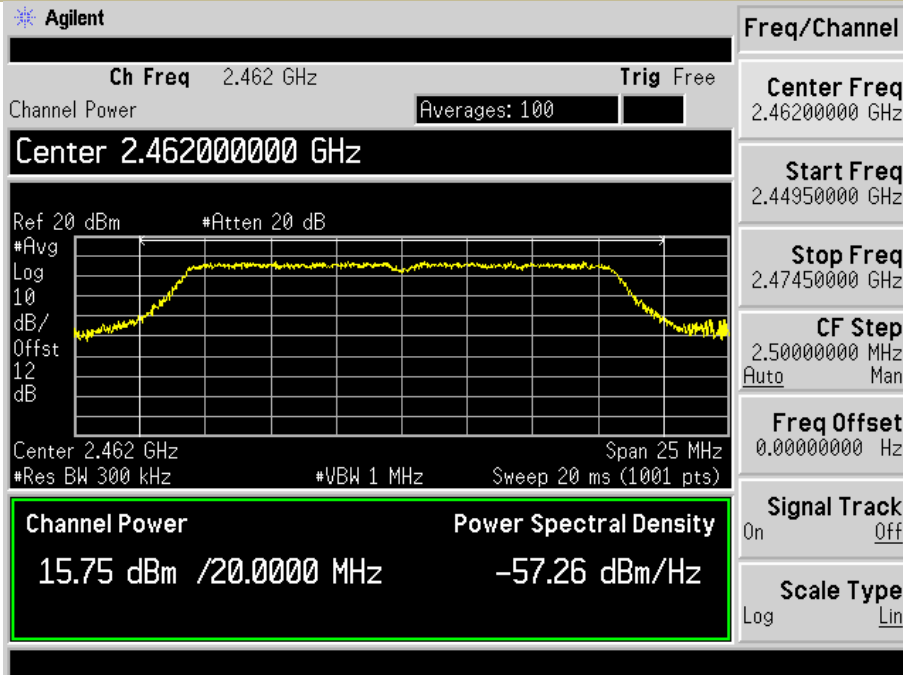 Agilent
Freq/Channel
Ch Freq 2.462 GHz Trig Free
Channel Power Averages: 100
Center 2.462000000 GHz
Ref 20 dBm #Atten 20 dB
#Avg
Log
10
dB/
Offst
12
dB
Center 2.462 GHz Span 25 MHz
#Res BW 300 kHz #VBW 1 MHz Sweep 20 ms (1001 pts)
Channel Power Power Spectral Density
15.75 dBm /20.0000 MHz -57.26 dBm/Hz
Center Freq
2.46200000 GHz
Start Freq
2.44950000 GHz
Stop Freq
2.47450000 GHz
CF Step
2.50000000 MHz
Auto Man
Freq Offset
0.00000000 Hz
Signal Track
On Off
Scale Type
Log Lin